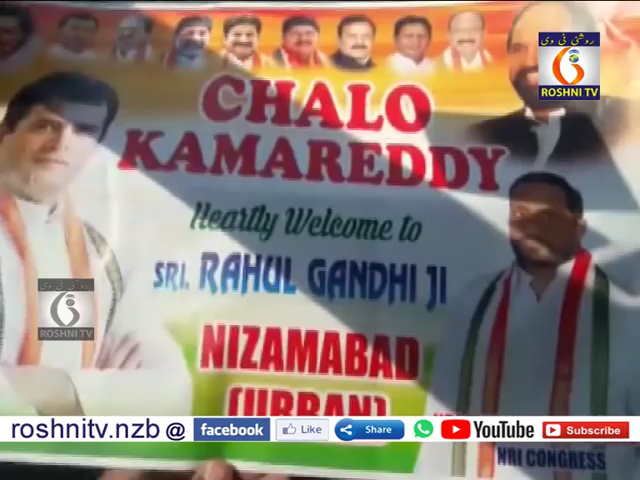 روشنی ٹی وی
ROSHNI TV
CHALO
KAMAREDDY
Heartly Welcome to
SRI. RAHUL GANDHI JI
روشنی ٹی وی
ROSHNI TV
NIZAMABAD
(URBAN)
roshnitv.nzb @ facebook Like Share YouTube Subscribe
NRI CONGRESS